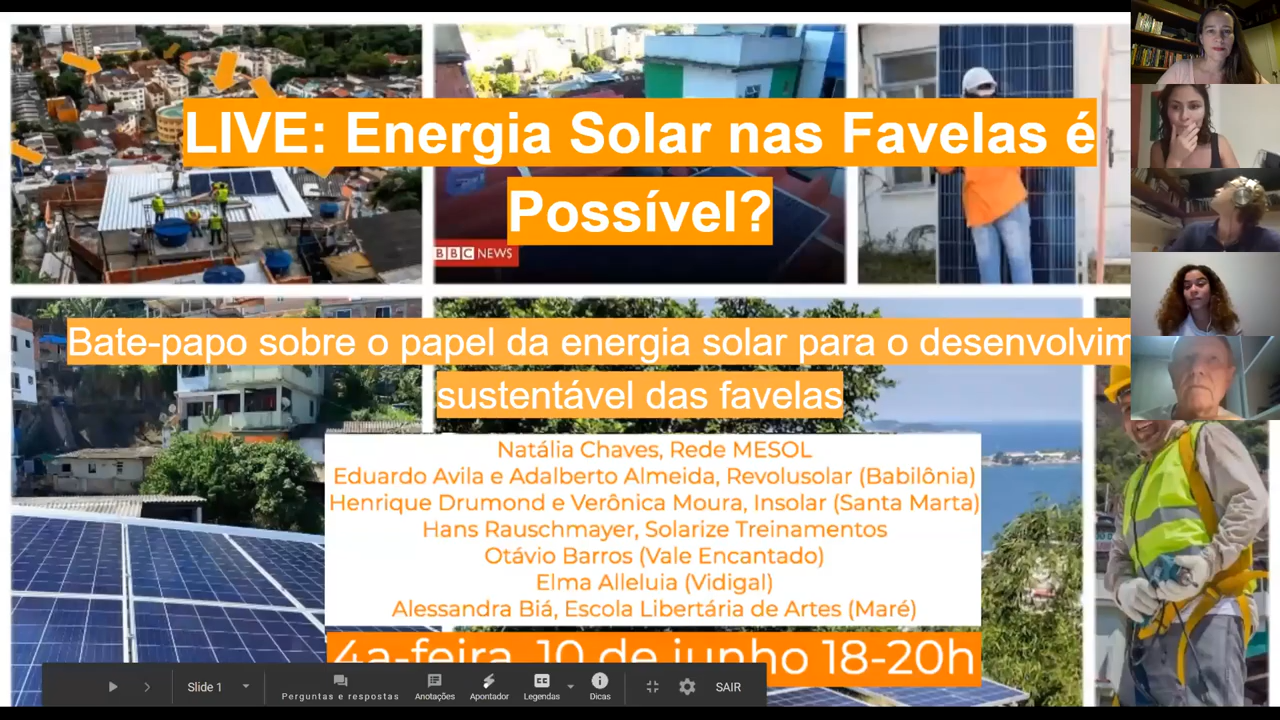 LIVE: Energia Solar nas Favelas é
Possível?
BBC NEWS
Bate-papo sobre o papel da energia solar para o desenvolvim
sustentável das favelas
Natália Chaves, Rede MESOL
Eduardo Avila e Adalberto Almeida, Revolusolar (Babilônia)
Henrique Drumond e Verônica Moura, Insolar (Santa Marta)
Hans Rauschmayer, Solarize Treinamentos
Otávio Barros (Vale Encantado)
Elma Alleluia (Vidigal)
Alessandra Biá, Escola Libertária de Artes (Maré)
4a-feira, 10 de junho 18-20h
Slide 1
Perguntas e respostas
Anotações
Apontador
Legendas
Dicas
SAIR